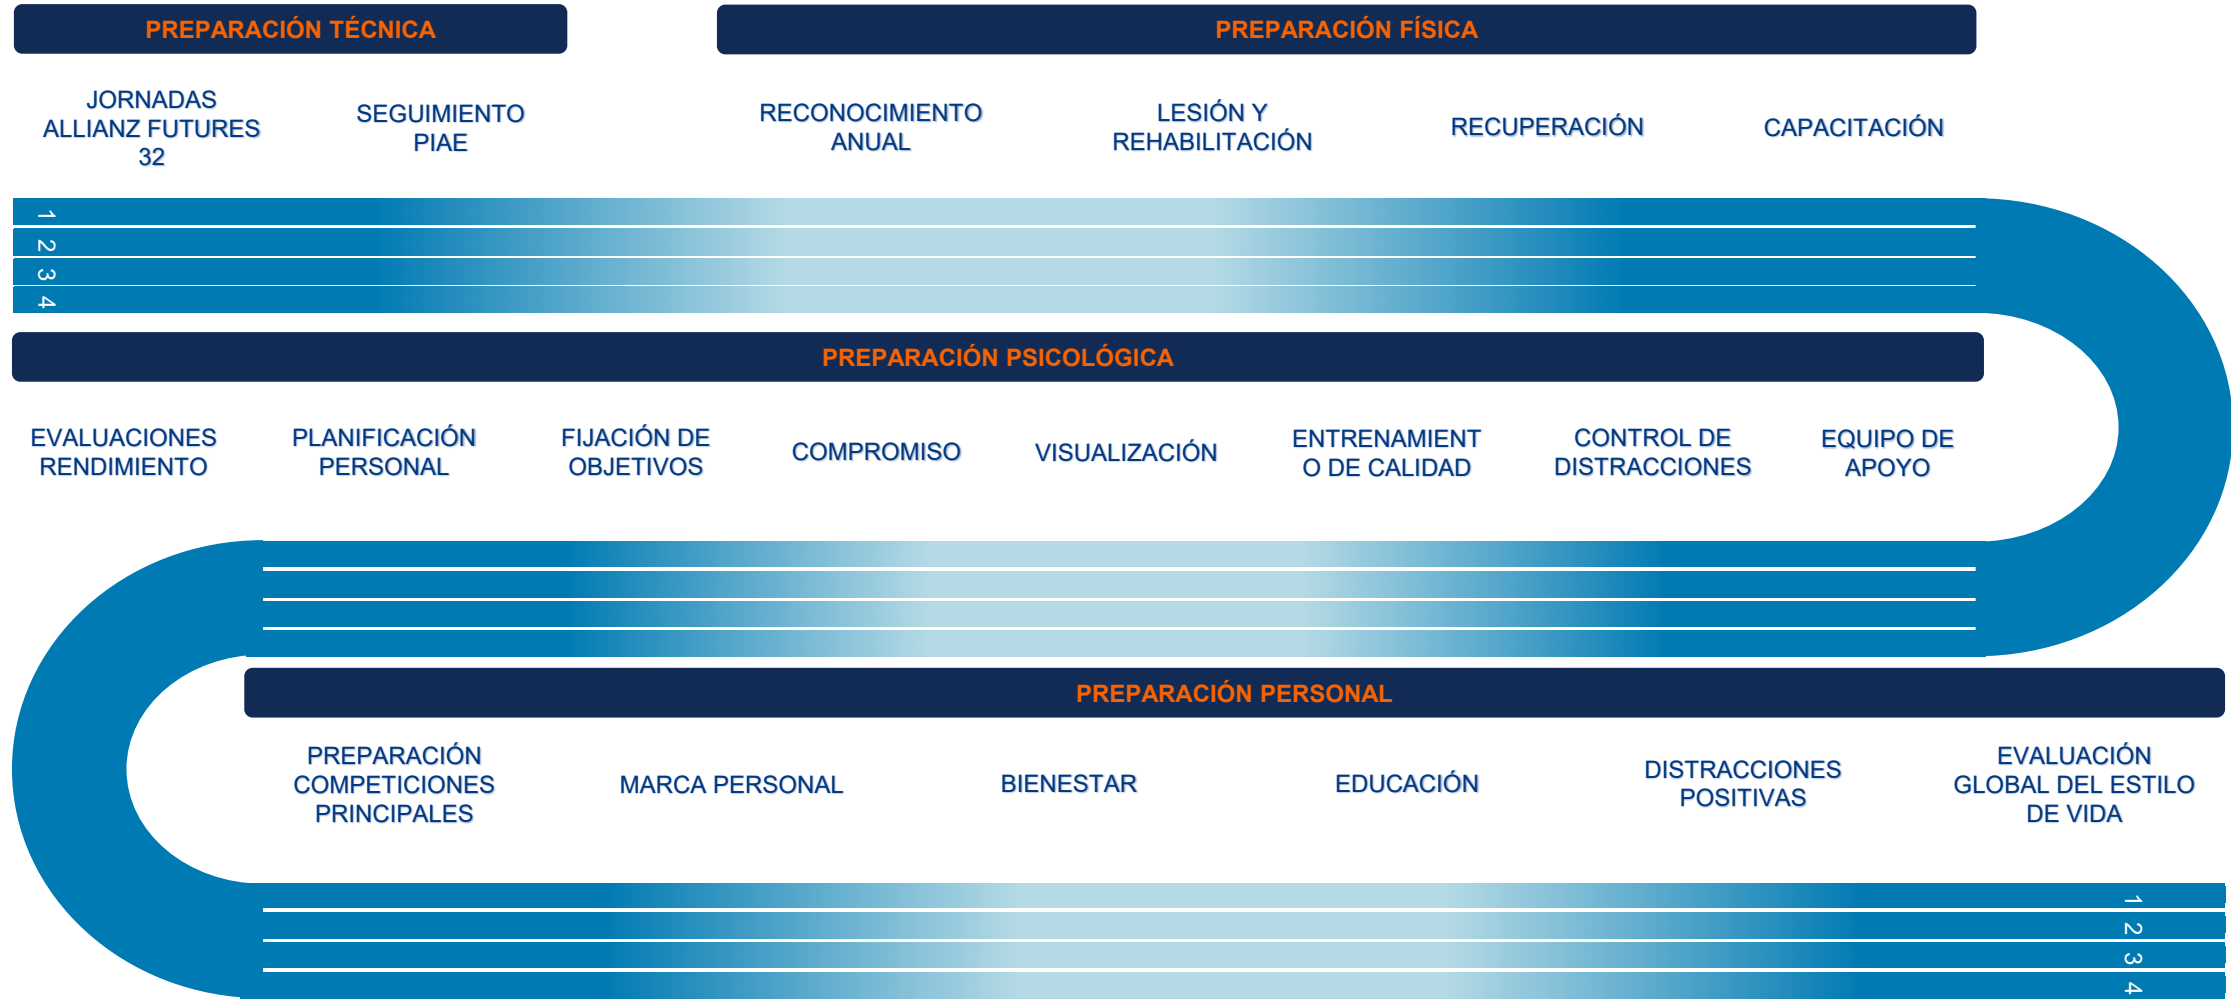 PREPARACIÓN TÉCNICA
PREPARACIÓN FÍSICA
JORNADAS
ALLIANZ FUTURES
32
SEGUIMIENTO
PIAE
RECONOCIMIENTO
ANUAL
LESIÓN Y
REHABILITACIÓN
RECUPERACIÓN
CAPACITACIÓN
1
2
3
4
PREPARACIÓN PSICOLÓGICA
EVALUACIONES
RENDIMIENTO
PLANIFICACIÓN
PERSONAL
FIJACIÓN DE
OBJETIVOS
COMPROMISO
VISUALIZACIÓN
ENTRENAMIENT
O DE CALIDAD
CONTROL DE
DISTRACCIONES
EQUIPO DE
APOYO
PREPARACIÓN PERSONAL
PREPARACIÓN
COMPETICIONES
PRINCIPALES
MARCA PERSONAL
BIENESTAR
EDUCACIÓN
DISTRACCIONES
POSITIVAS
EVALUACIÓN
GLOBAL DEL ESTILO
DE VIDA
1
2
3
4